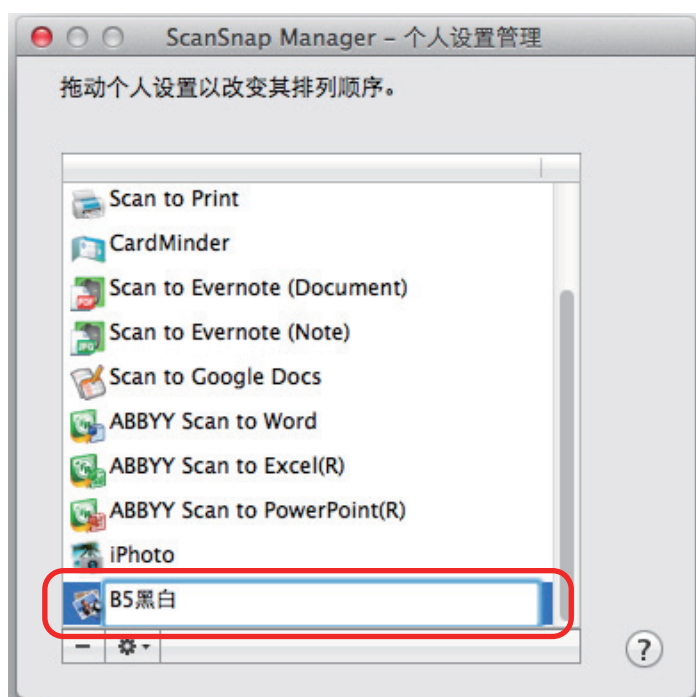 ScanSnap Manager – 个人设置管理
拖动个人设置以改变其排列顺序。
Scan to Print
CardMinder
Scan to Evernote (Document)
Scan to Evernote (Note)
Scan to Google Docs
ABBYY Scan to Word
ABBYY Scan to Excel(R)
ABBYY Scan to PowerPoint(R)
iPhoto
B5黑白
?